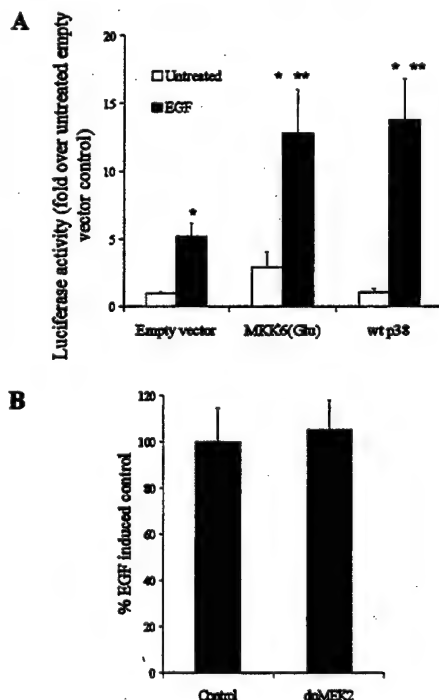 A
Luciferase activity (fold over untreated empty
vector control)
20
15
10
5
0
Untreated
EGF
*
* **
* **
Empty vector
MKK6(Glu)
wt p38
B
% EGF induced control
120
100
80
60
40
20
0
Control
dnMEK2